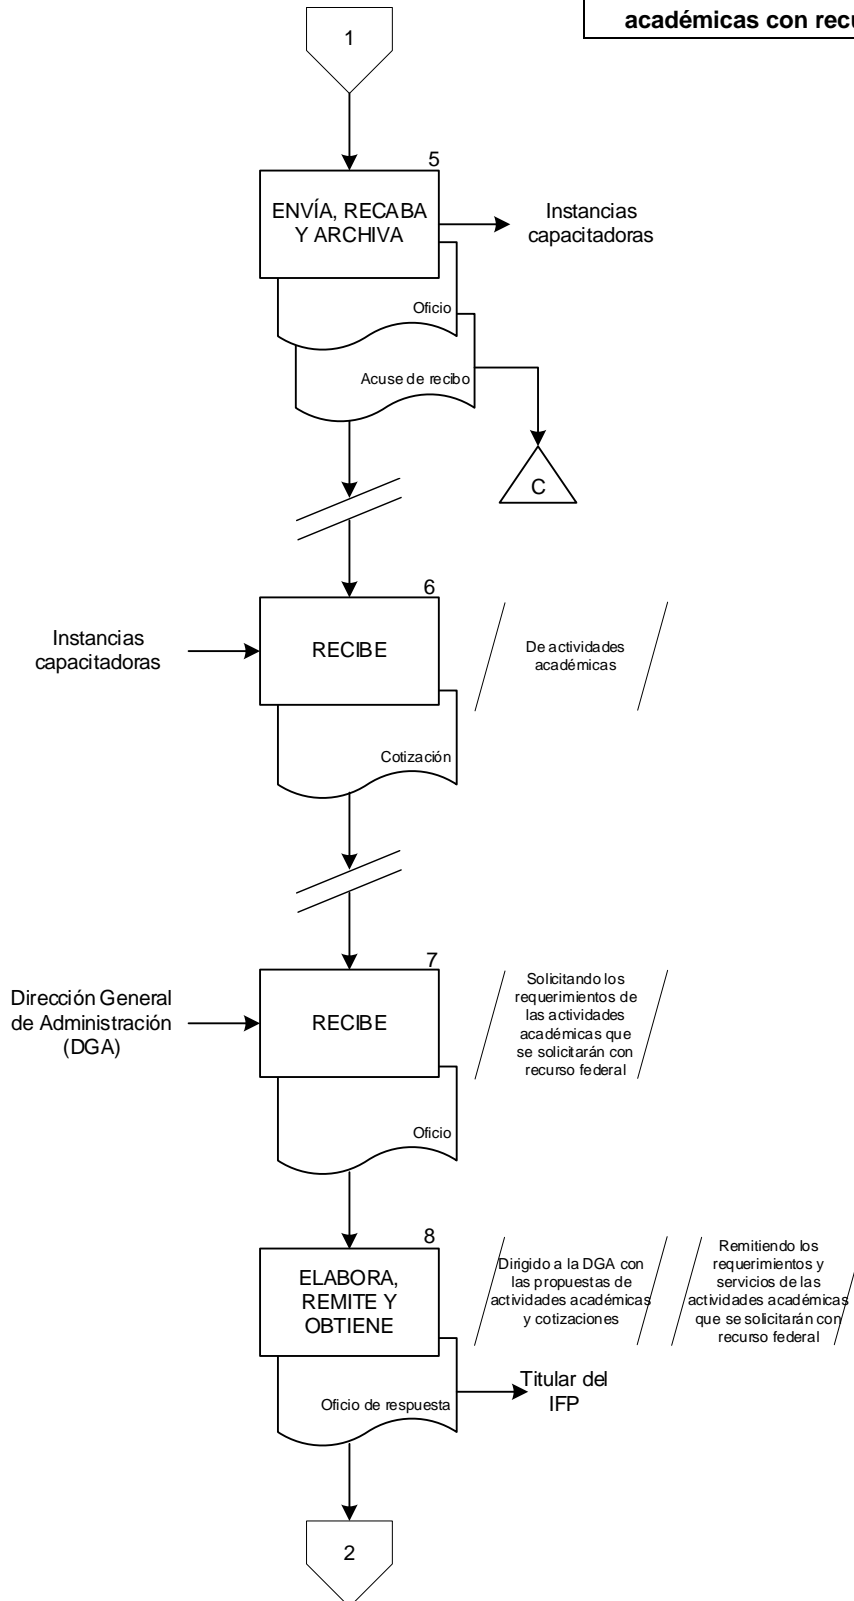 académicas con recu
1
5
ENVÍA, RECABA
Y ARCHIVA
Instancias
capacitadoras
Oficio
Acuse de recibo
C
6
Instancias
capacitadoras
RECIBE
De actividades
académicas
Cotización
7
Dirección General
de Administración
(DGA)
RECIBE
Solicitando los
requerimientos de
las actividades
académicas que
se solicitarán con
recurso federal
Oficio
8
ELABORA,
REMITE Y
OBTIENE
Dirigido a la DGA con
las propuestas de
actividades académicas
y cotizaciones
Remitiendo los
requerimientos y
servicios de las
actividades académicas
que se solicitarán con
recurso federal
Oficio de respuesta
Titular del
IFP
2